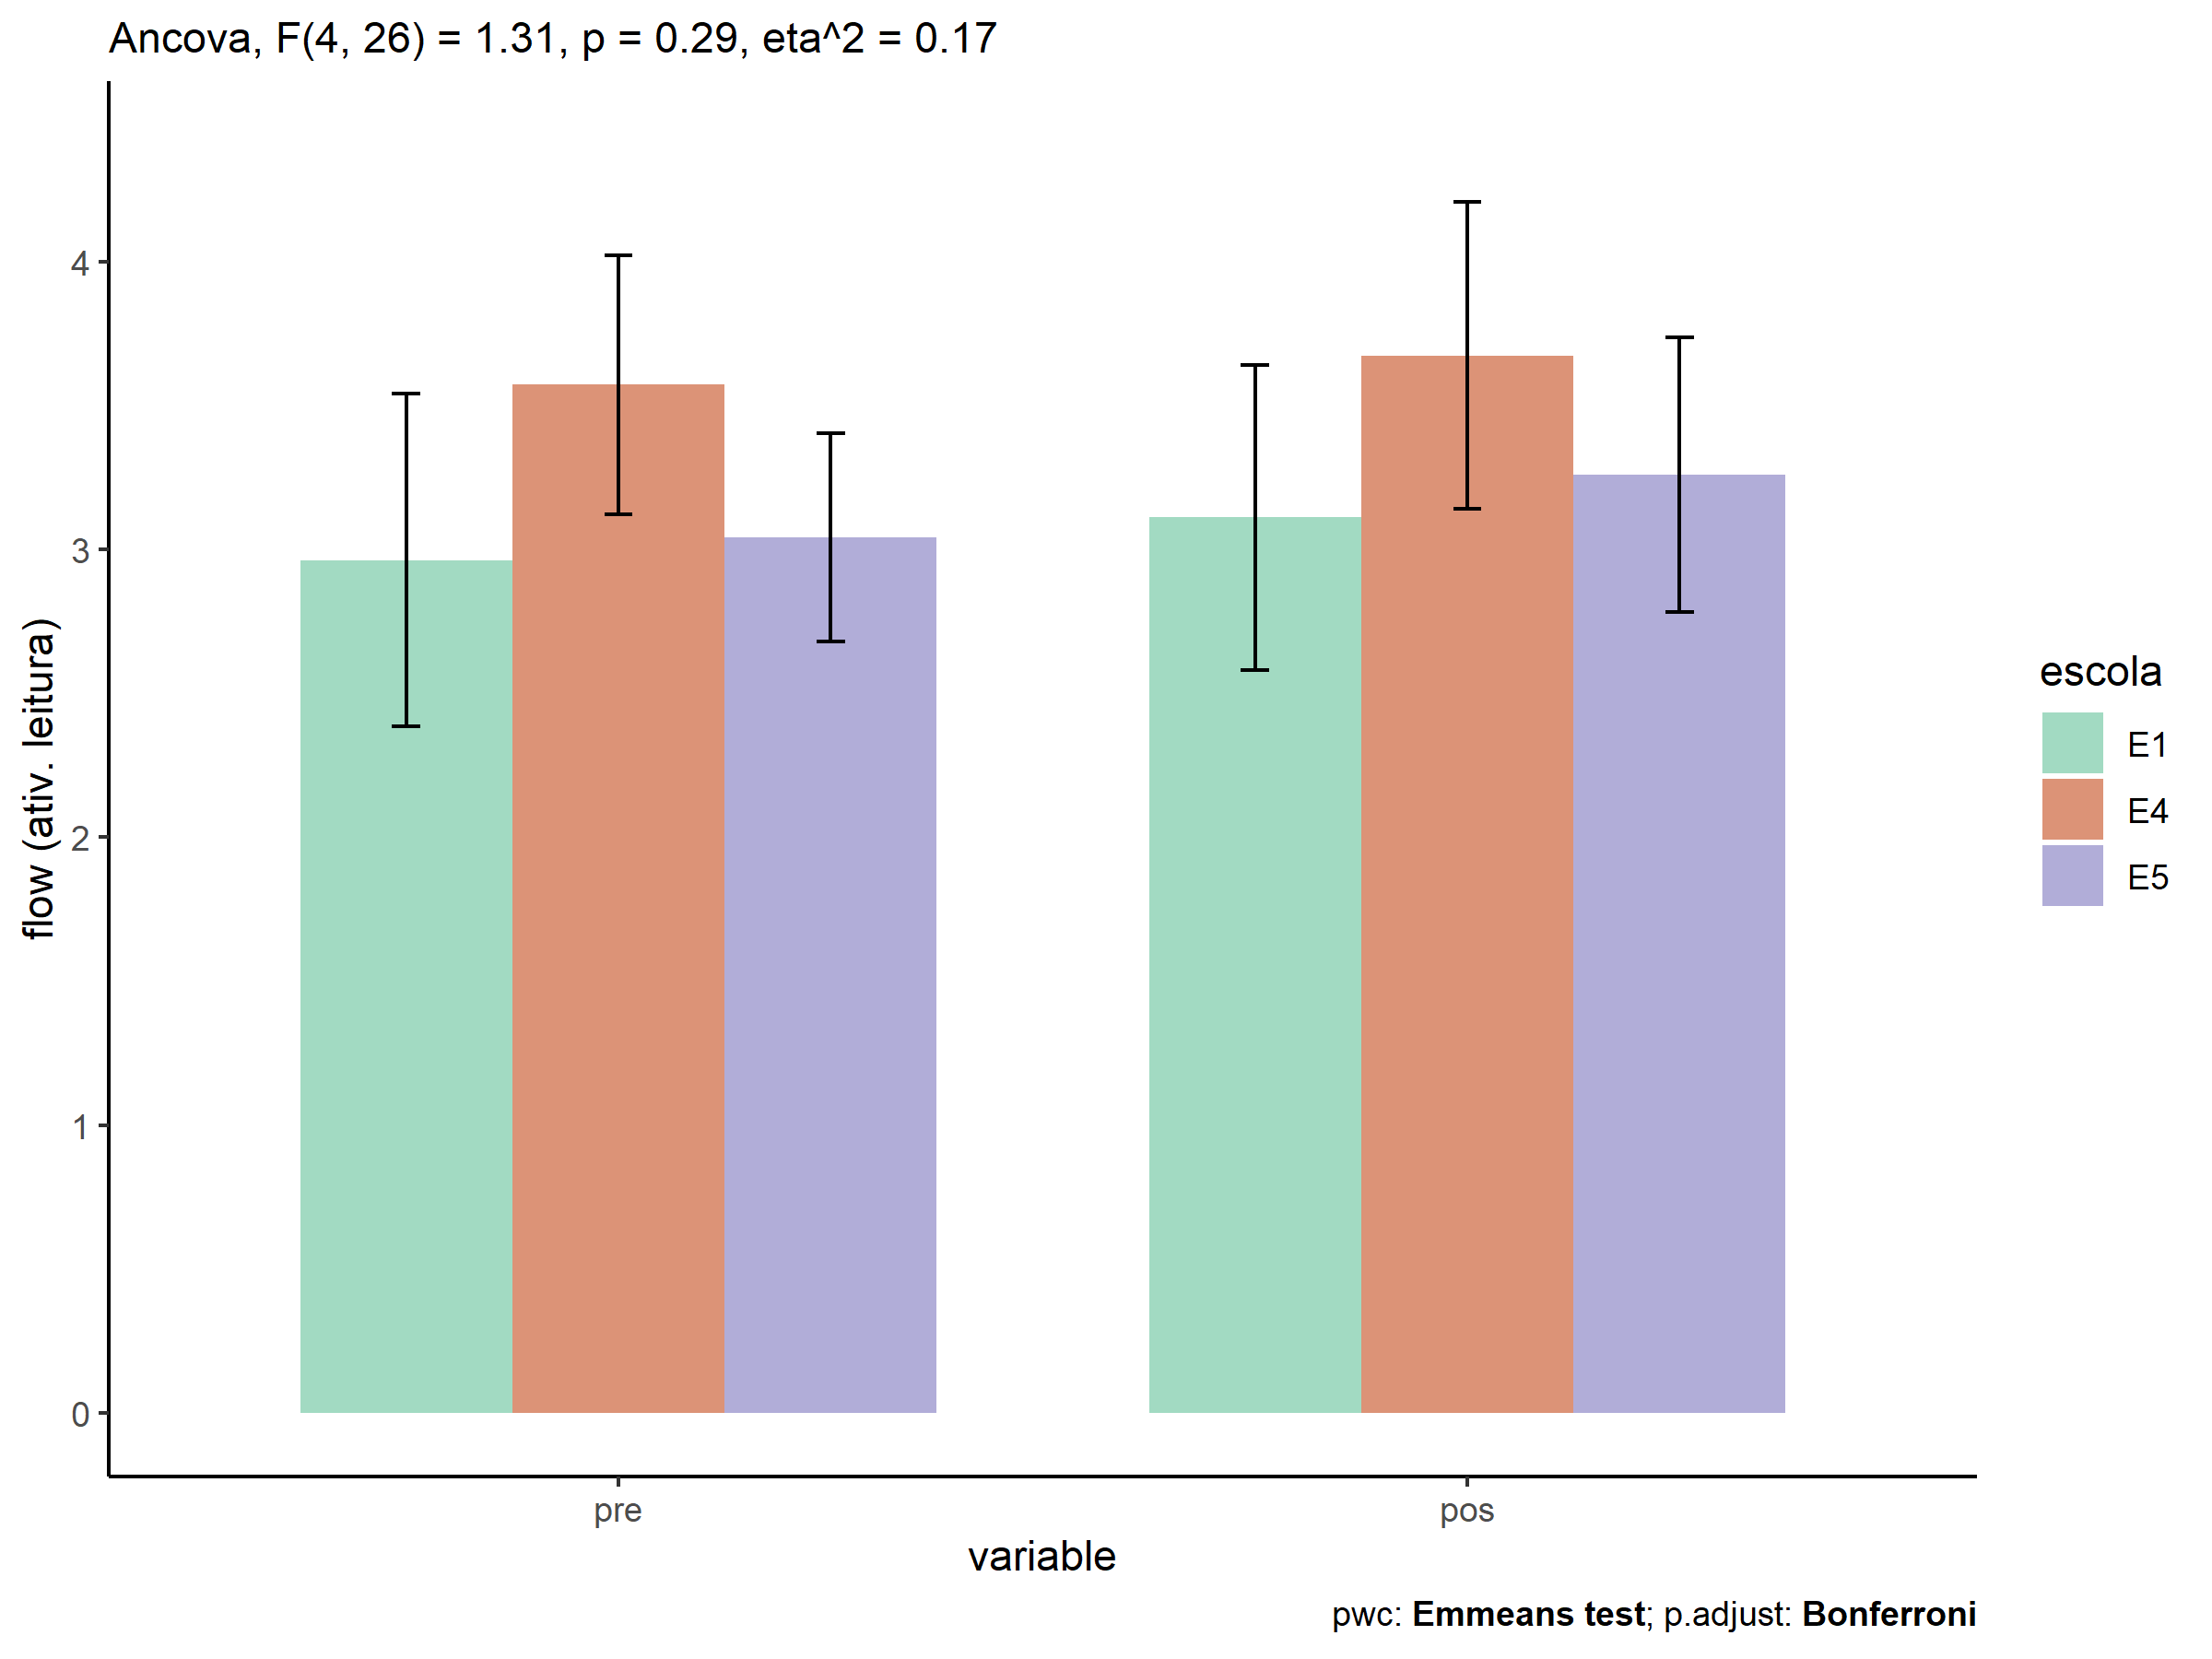 Ancova, F(4, 26) = 1.31, p = 0.29, eta^2 = 0.17
flow (ativ. leitura)
4
3
2
1
0
pre
pos
variable
escola
E1
E4
E5
pwc: Emmeans test; p.adjust: Bonferroni